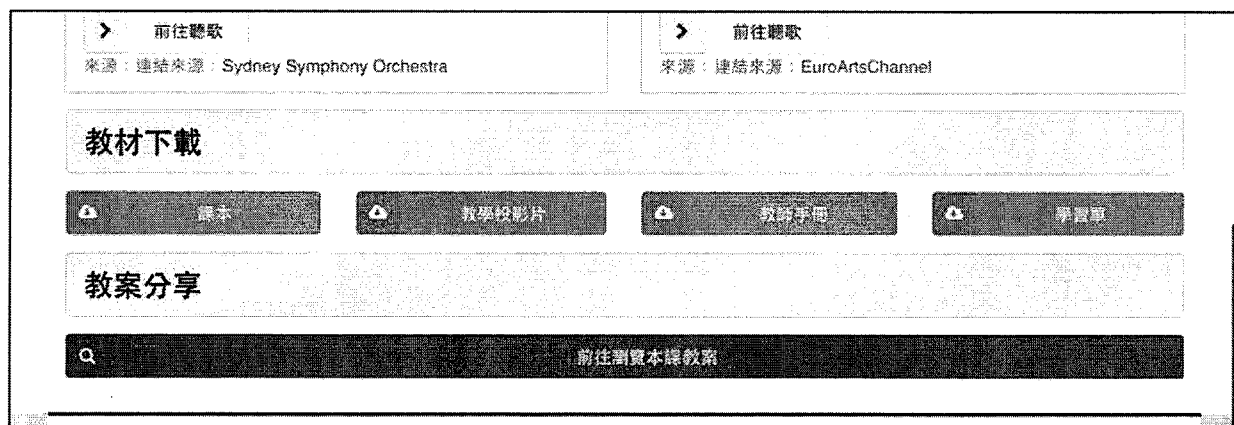 前往聽歌
來源：連結來源：Sydney Symphony Orchestra
前往聽歌
來源：連結來源：EuroArtsChannel
教材下載
課本
教學投影片
教師手冊
學習單
教案分享
前往瀏覽本課教案